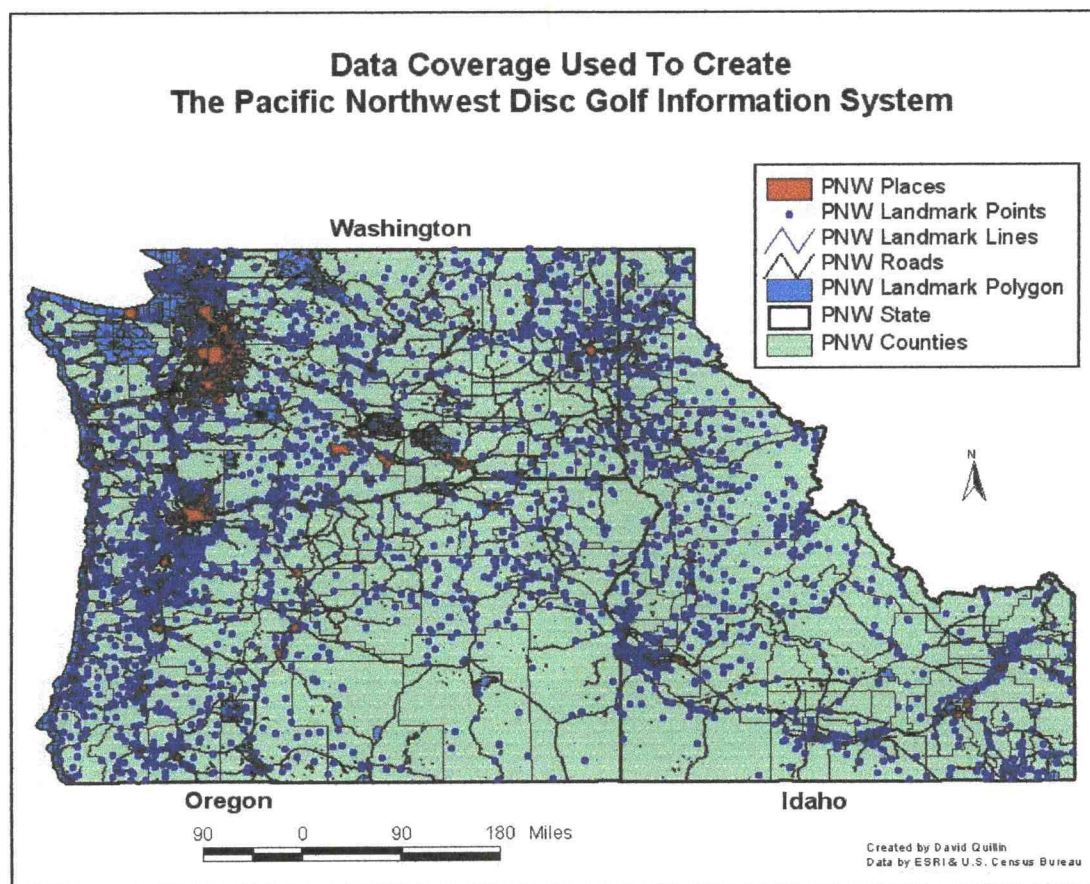 Data Coverage Used To Create
The Pacific Northwest Disc Golf Information System
PNW Places
PNW Landmark Points
PNW Landmark Lines
PNW Roads
PNW Landmark Polygon
PNW State
PNW Counties
Washington
N
Oregon
Idaho
90 0 90 180 Miles
Created by David Quillin
Data by ESRI & U.S. Census Bureau